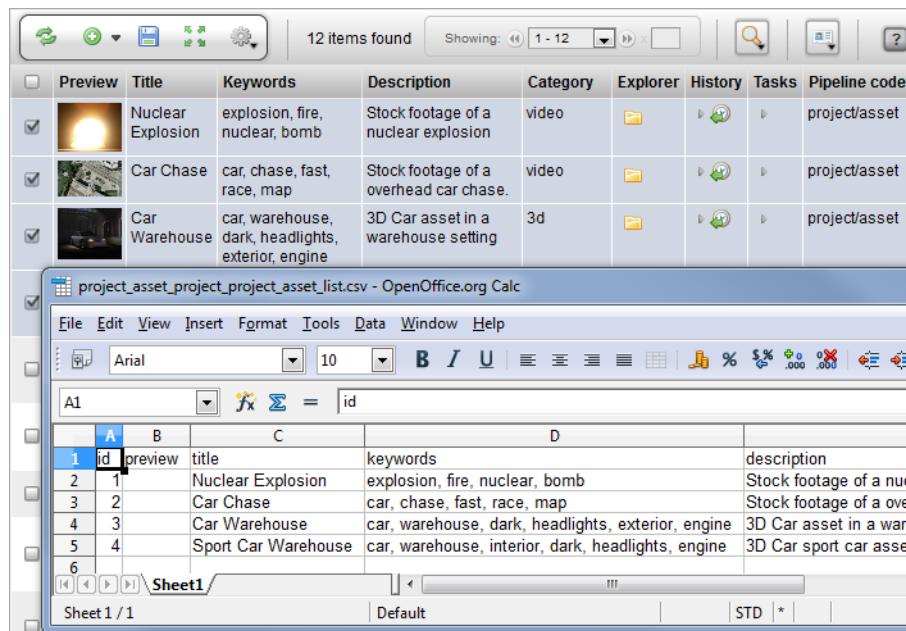 12 items found
Showing:
1 - 12
x
?
Preview Title Keywords Description Category Explorer History Tasks Pipeline code
Nuclear explosion, fire, Stock footage of a video project/asset
Explosion nuclear, bomb nuclear explosion
Car Chase car, chase, fast, Stock footage of a video project/asset
race, map overhead car chase.
Car car, warehouse, 3D Car asset in a 3d project/asset
Warehouse dark, headlights, warehouse setting
exterior, engine
project_asset_project_project_asset_list.csv - OpenOffice.org Calc
File Edit View Insert Format Tools Data Window Help
Arial 10 B I U % $% .000 .000
A1 fx Σ = id
A B C D
1 id preview title keywords description
2 1 Nuclear Explosion explosion, fire, nuclear, bomb Stock footage of a nuc
3 2 Car Chase car, chase, fast, race, map Stock footage of a ove
4 3 Car Warehouse car, warehouse, dark, headlights, exterior, engine 3D Car asset in a war
5 4 Sport Car Warehouse car, warehouse, interior, dark, headlights, engine 3D Car sport car asse
6
Sheet1
Sheet 1 / 1 Default STD *